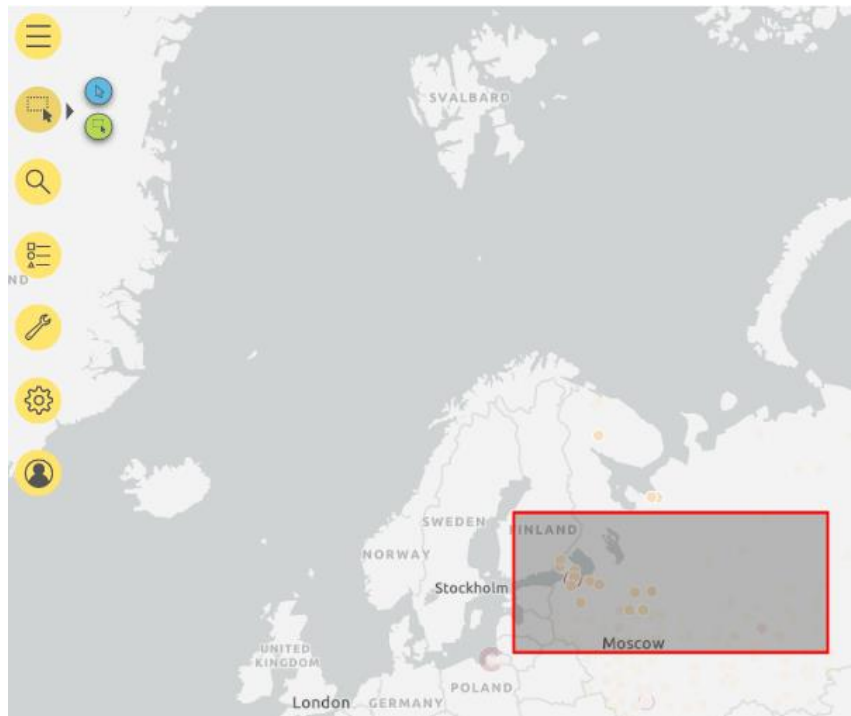 SVALBARD
ND
SWEDEN
FINLAND
NORWAY
Stockholm
Moscow
UNITED
KINGDOM
POLAND
London
GERMANY